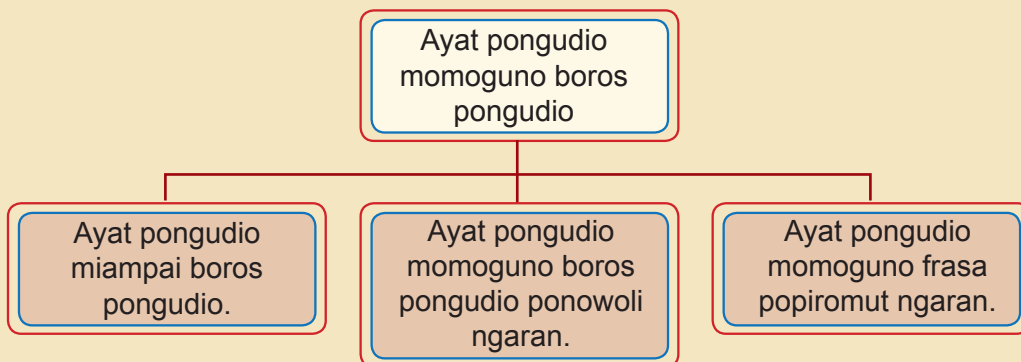 Ayat pongudio
momoguno boros
pongudio
Ayat pongudio
miampai boros
pongudio.
Ayat pongudio
momoguno boros
pongudio ponowoli
ngaran.
Ayat pongudio
momoguno frasa
popiromut ngaran.